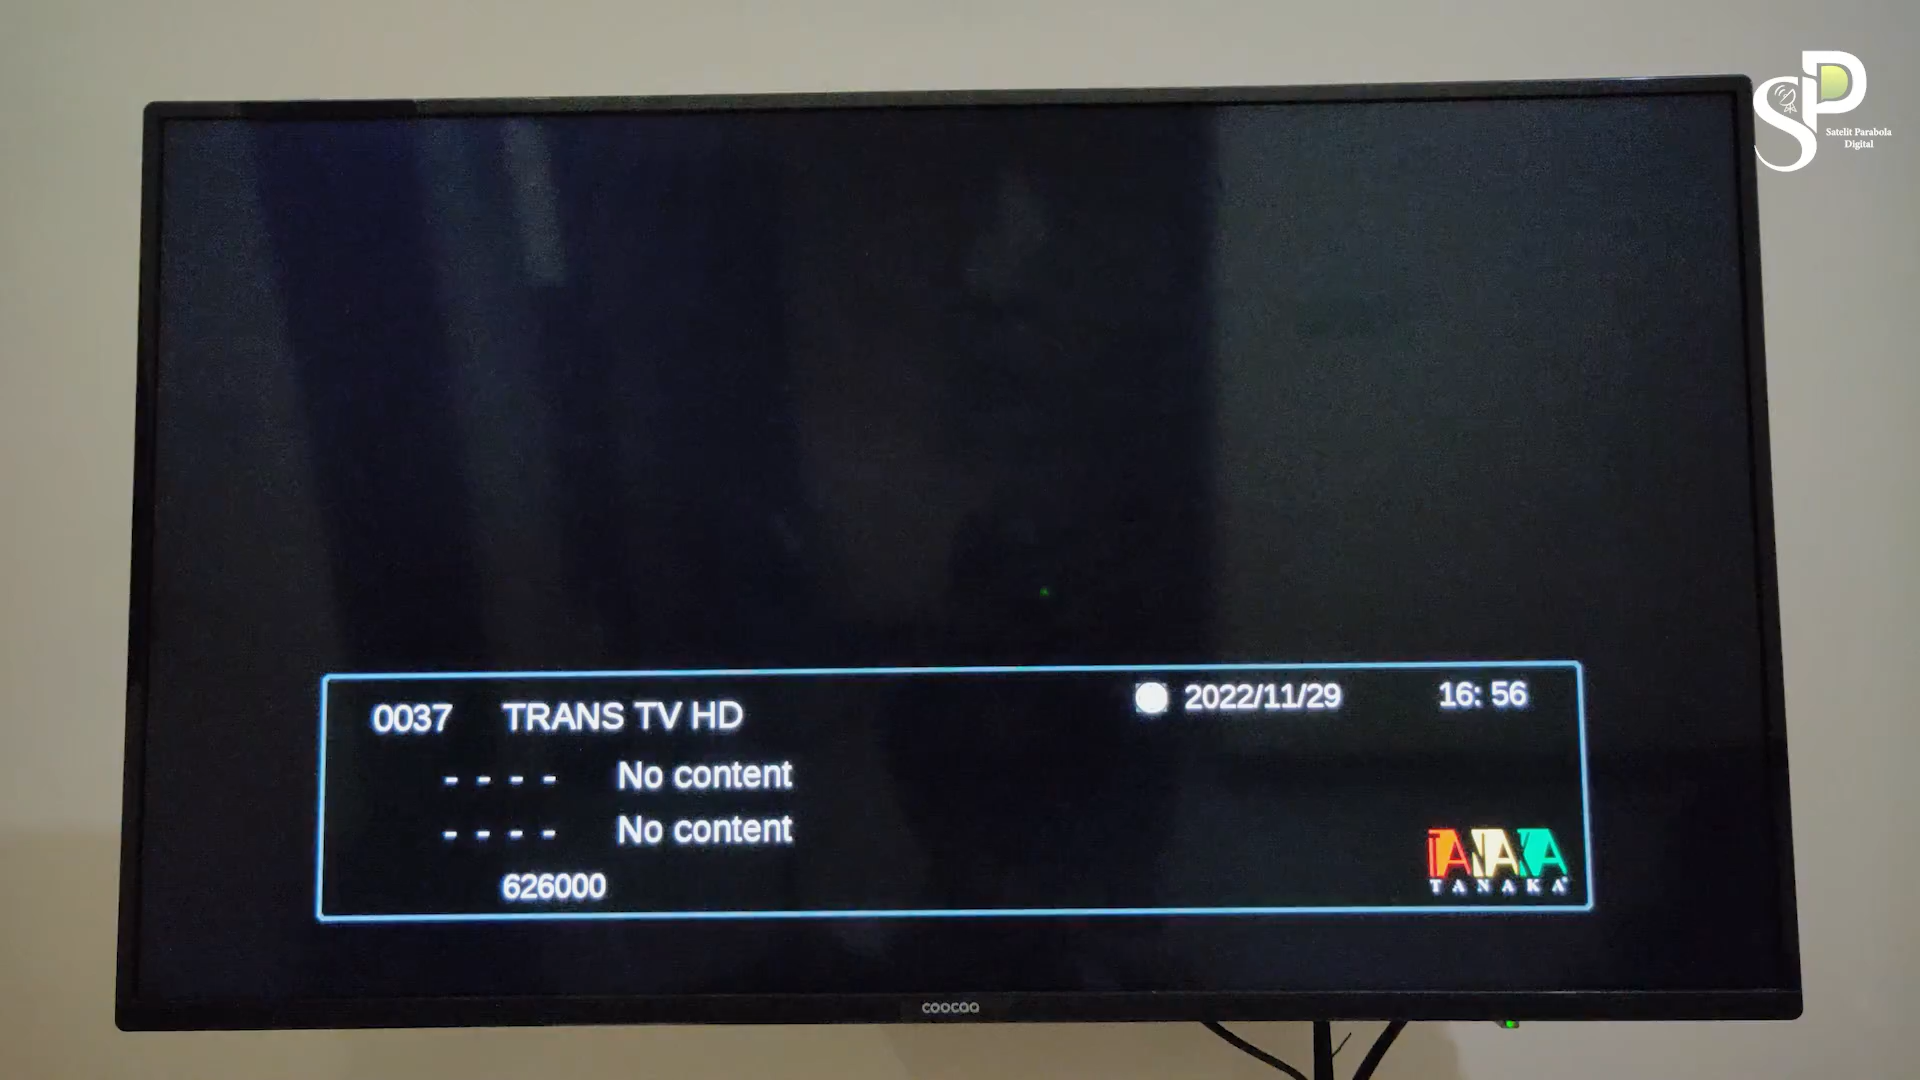 SPD
Satelit Parabola
Digital
0037 TRANS TV HD
2022/11/29 16: 56
- - - - No content
- - - - No content
626000
TANAKA
TANAKA
coocaa